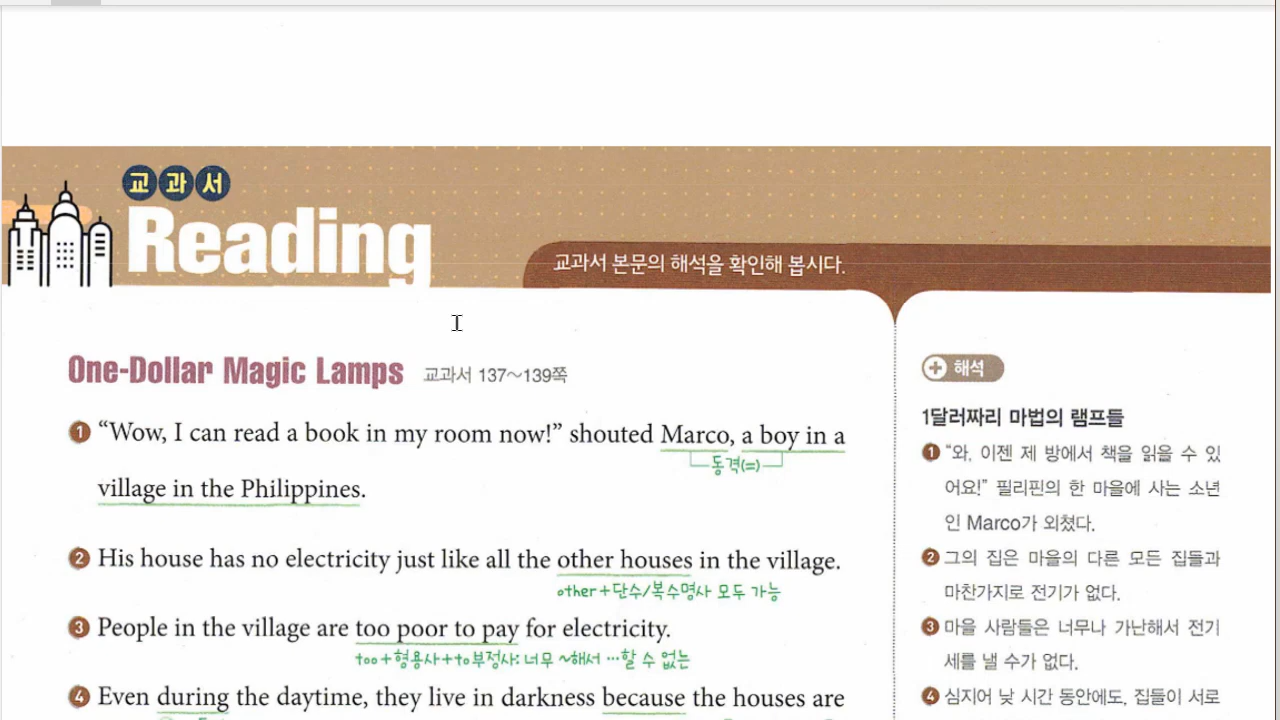 교과서
Reading
교과서 본문의 해석을 확인해 봅시다.
One-Dollar Magic Lamps 교과서 137~139쪽
1 “Wow, I can read a book in my room now!” shouted Marco, a boy in a
동격(=)
village in the Philippines.
2 His house has no electricity just like all the other houses in the village.
other+단수/복수명사 모두 가능
3 People in the village are too poor to pay for electricity.
too+형용사+to부정사: 너무 ~해서 …할 수 없는
4 Even during the daytime, they live in darkness because the houses are
해석
1달러짜리 마법의 램프들
1 “와, 이젠 제 방에서 책을 읽을 수 있
어요!” 필리핀의 한 마을에 사는 소년
인 Marco가 외쳤다.
2 그의 집은 마을의 다른 모든 집들과
마찬가지로 전기가 없다.
3 마을 사람들은 너무나 가난해서 전기
세를 낼 수가 없다.
4 심지어 낮 시간 동안에도, 집들이 서로